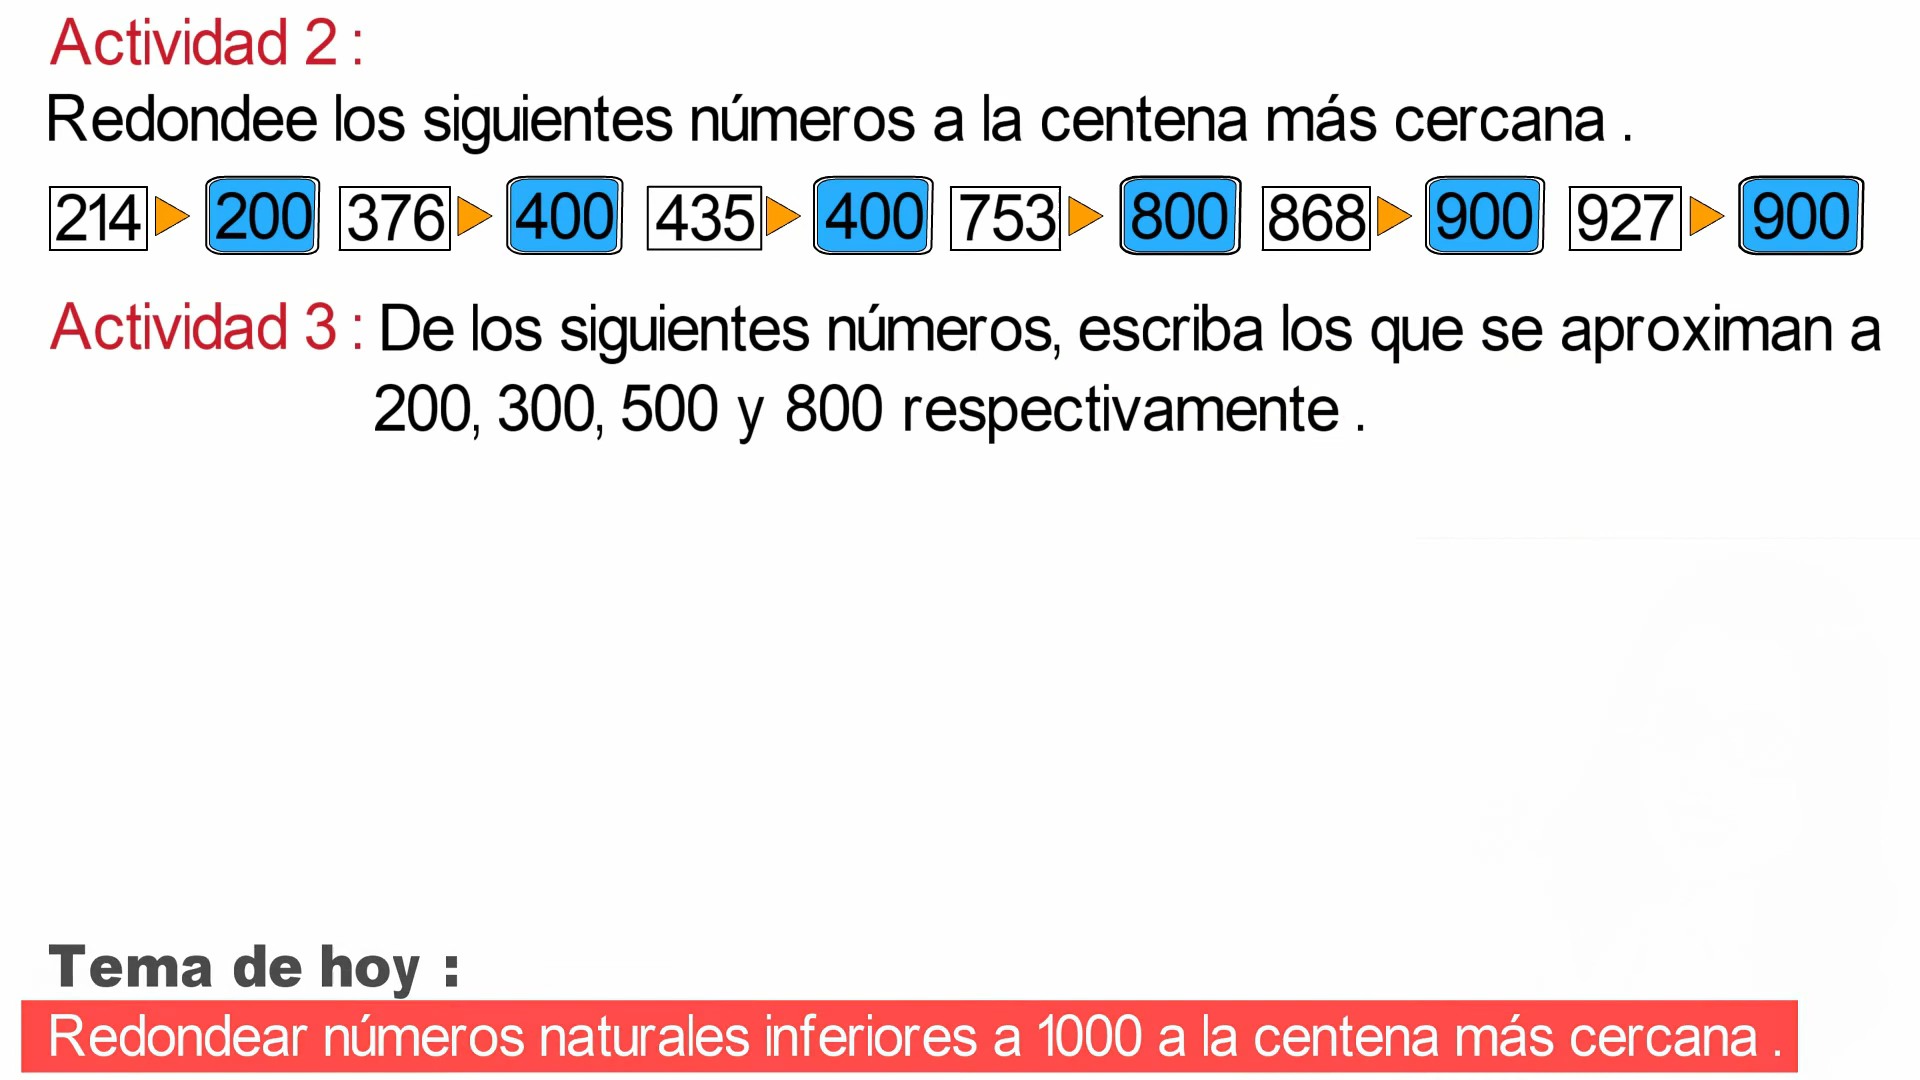 Actividad 2 :
Redondee los siguientes números a la centena más cercana .
214 200 376 400 435 400 753 800 868 900 927 900
Actividad 3 : De los siguientes números, escriba los que se aproximan a
200, 300, 500 y 800 respectivamente .
Tema de hoy :
Redondear números naturales inferiores a 1000 a la centena más cercana .